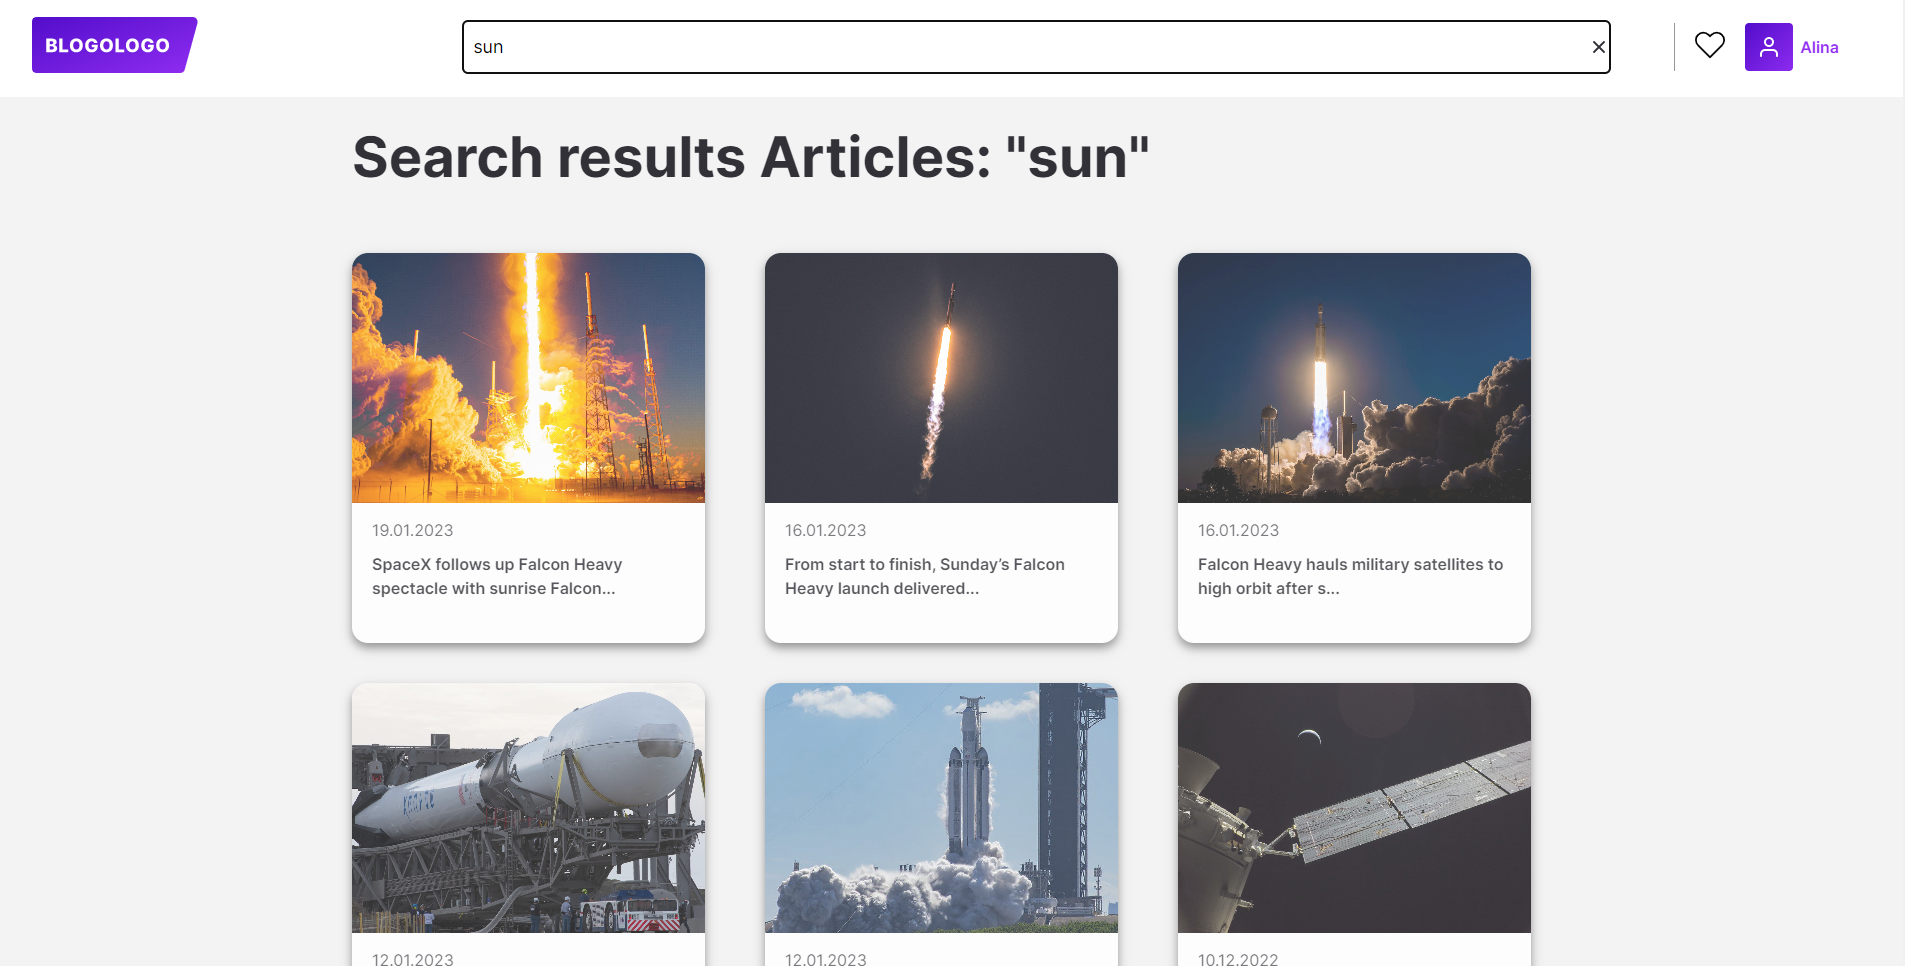 BLOGOLOGO
sun
Alina
Search results Articles: "sun"
19.01.2023
SpaceX follows up Falcon Heavy
spectacle with sunrise Falcon...
16.01.2023
From start to finish, Sunday’s Falcon
Heavy launch delivered...
16.01.2023
Falcon Heavy hauls military satellites to
high orbit after s...
12.01.2023
12.01.2023
10.12.2022